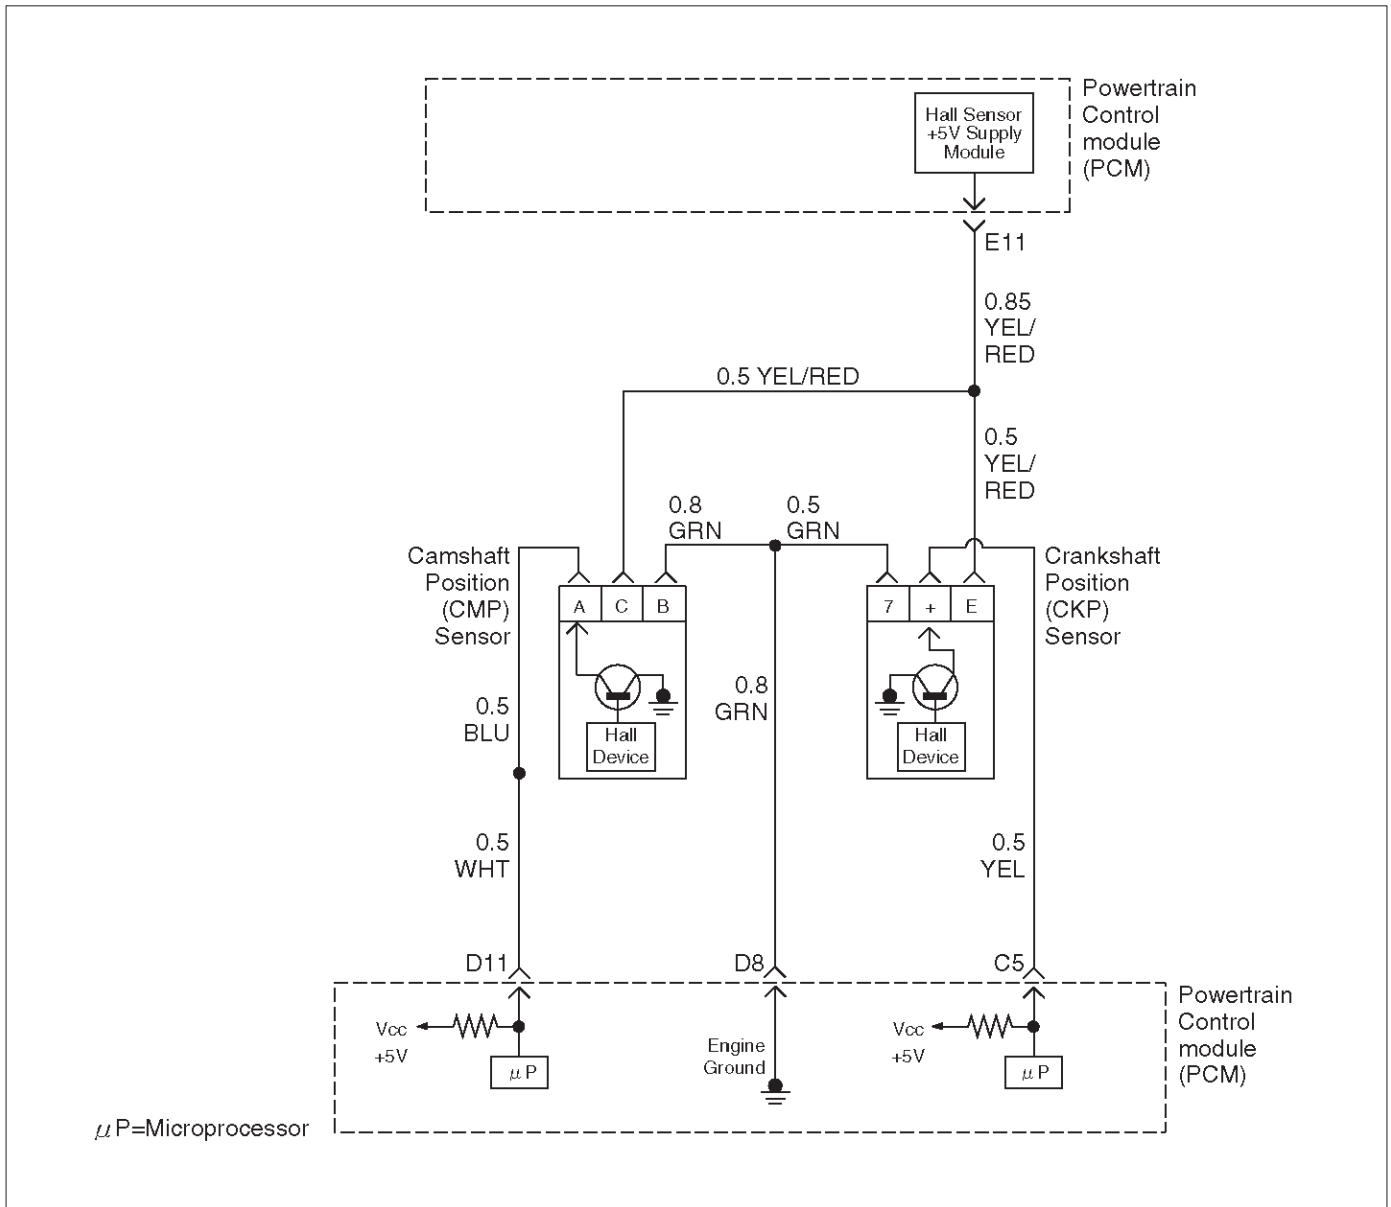 Powertrain
Control
module
(PCM)
Hall Sensor
+5V Supply
Module
E11
0.85
YEL/
RED
0.5 YEL/RED
0.5
YEL/
RED
0.8
GRN
0.5
GRN
Camshaft
Position
(CMP)
Sensor
A C B
7 + E
Crankshaft
Position
(CKP)
Sensor
0.5
BLU
Hall
Device
0.8
GRN
Hall
Device
0.5
WHT
0.5
YEL
D11
D8
C5
Vcc
+5V
μP
Engine
Ground
Vcc
+5V
μP
Powertrain
Control
module
(PCM)
μP=Microprocessor